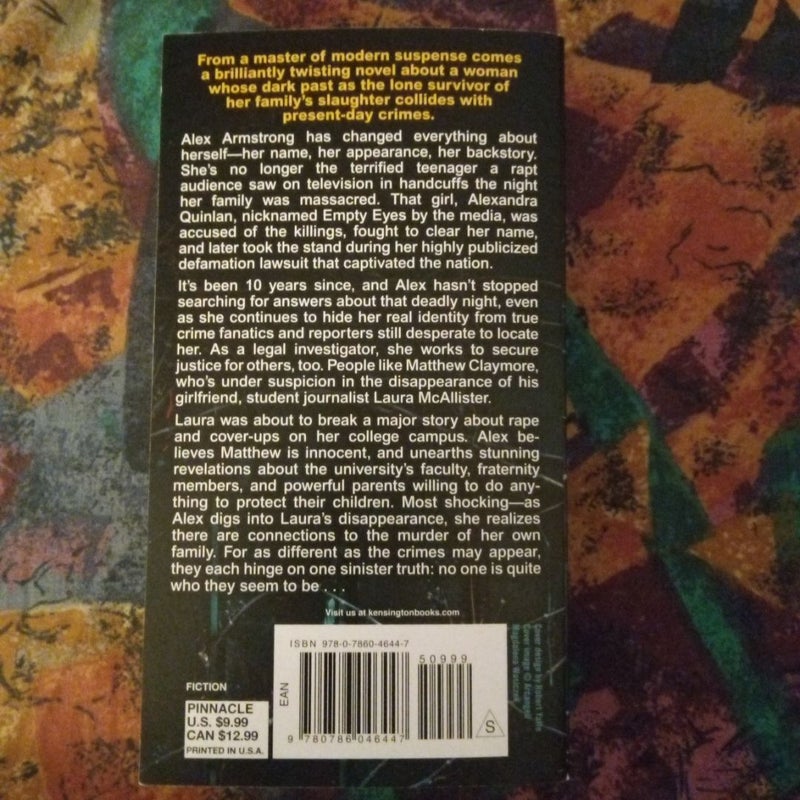 From a master of modern suspense comes
a brilliantly twisting novel about a woman
whose dark past as the lone survivor of
her family's slaughter collides with
present-day crimes.
Alex Armstrong has changed everything about
herself—her name, her appearance, her backstory.
She's no longer the terrified teenager a rapt
audience saw on television in handcuffs the night
her family was massacred. That girl, Alexandra
Quinlan, nicknamed Empty Eyes by the media, was
accused of the killings, fought to clear her name,
and later took the stand during her highly publicized
defamation lawsuit that captivated the nation.
It's been 10 years since, and Alex hasn't stopped
searching for answers about that deadly night, even
as she continues to hide her real identity from true
crime fanatics and reporters still desperate to locate
her. As a legal investigator, she works to secure
justice for others, too. People like Matthew Claymore,
who's under suspicion in the disappearance of his
girlfriend, student journalist Laura McAllister.
Laura was about to break a major story about rape
and cover-ups on her college campus. Alex be-
lieves Matthew is innocent, and unearths stunning
revelations about the university's faculty, fraternity
members, and powerful parents willing to do any-
thing to protect their children. Most shocking—as
Alex digs into Laura's disappearance, she realizes
there are connections to the murder of her own
family. For as different as the crimes may appear,
they each hinge on one sinister truth: no one is quite
who they seem to be . . .
Visit us at kensingtonbooks.com
ISBN 978-0-7860-4644-7
50999
EAN
9 780786 046447
S
FICTION
PINNACLE
U.S. $9.99
CAN $12.99
PRINTED IN U.S.A.
Cover design by Robert
Cover image ©